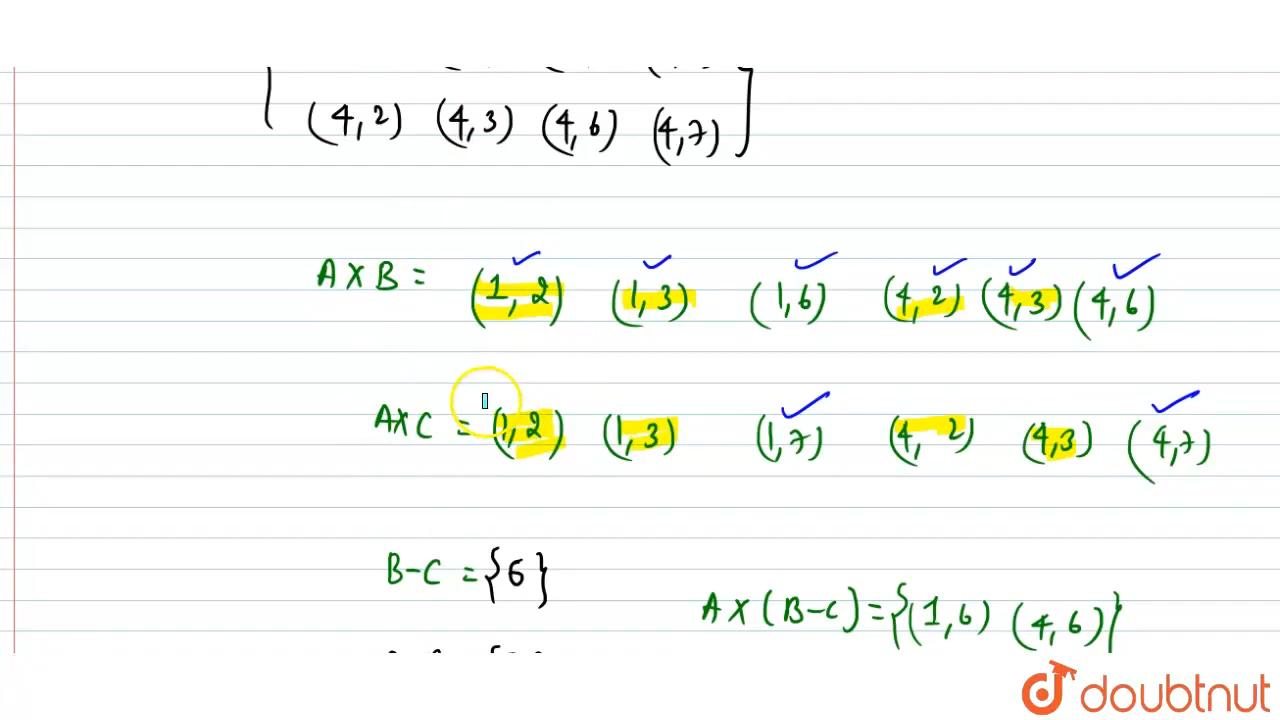 (4,2) (4,3) (4,6) (4,7)
A X B = (1,2) (1,3) (1,6) (4,2) (4,3) (4,6)
AXC = (1,2) (1,3) (1,7) (4, 2) (4,3) (4,7)
B-C = {6}
A X (B-C) = {(1,6) (4,6)}
doubtnut